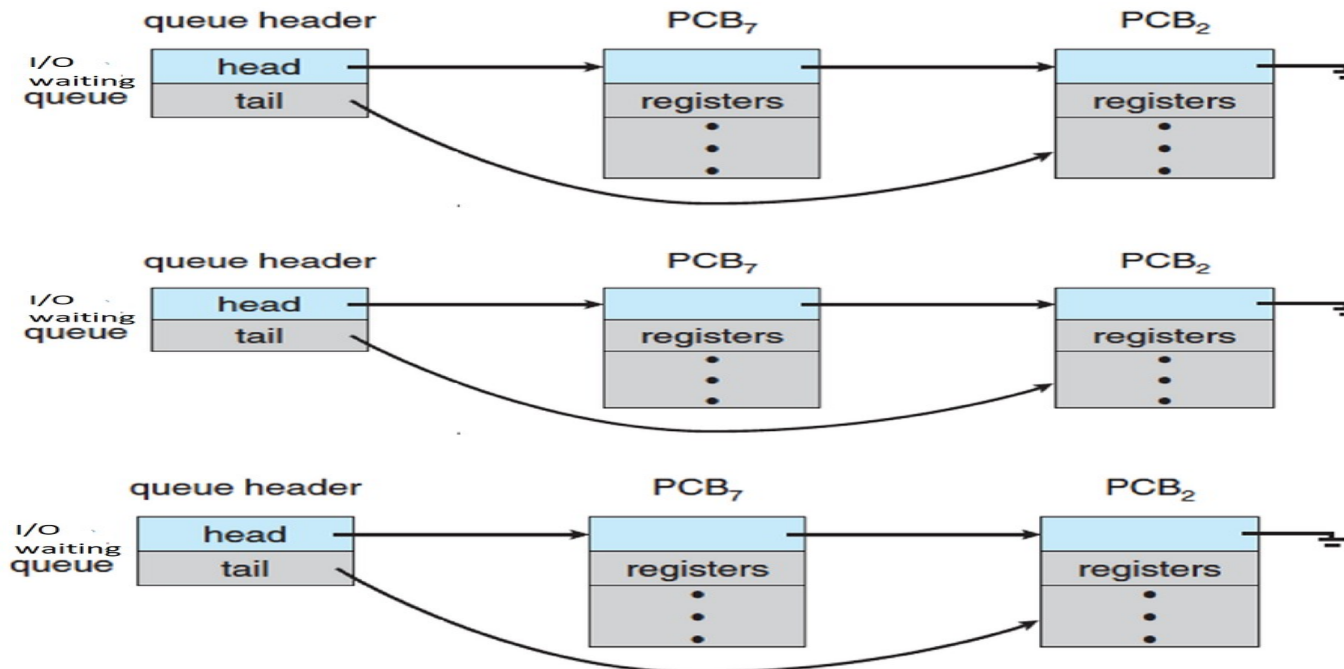 queue header PCB₇ PCB₂
I/O head
waiting
queue tail registers registers
queue header PCB₇ PCB₂
I/O head
waiting
queue tail registers registers
queue header PCB₇ PCB₂
I/O head
waiting
queue tail registers registers